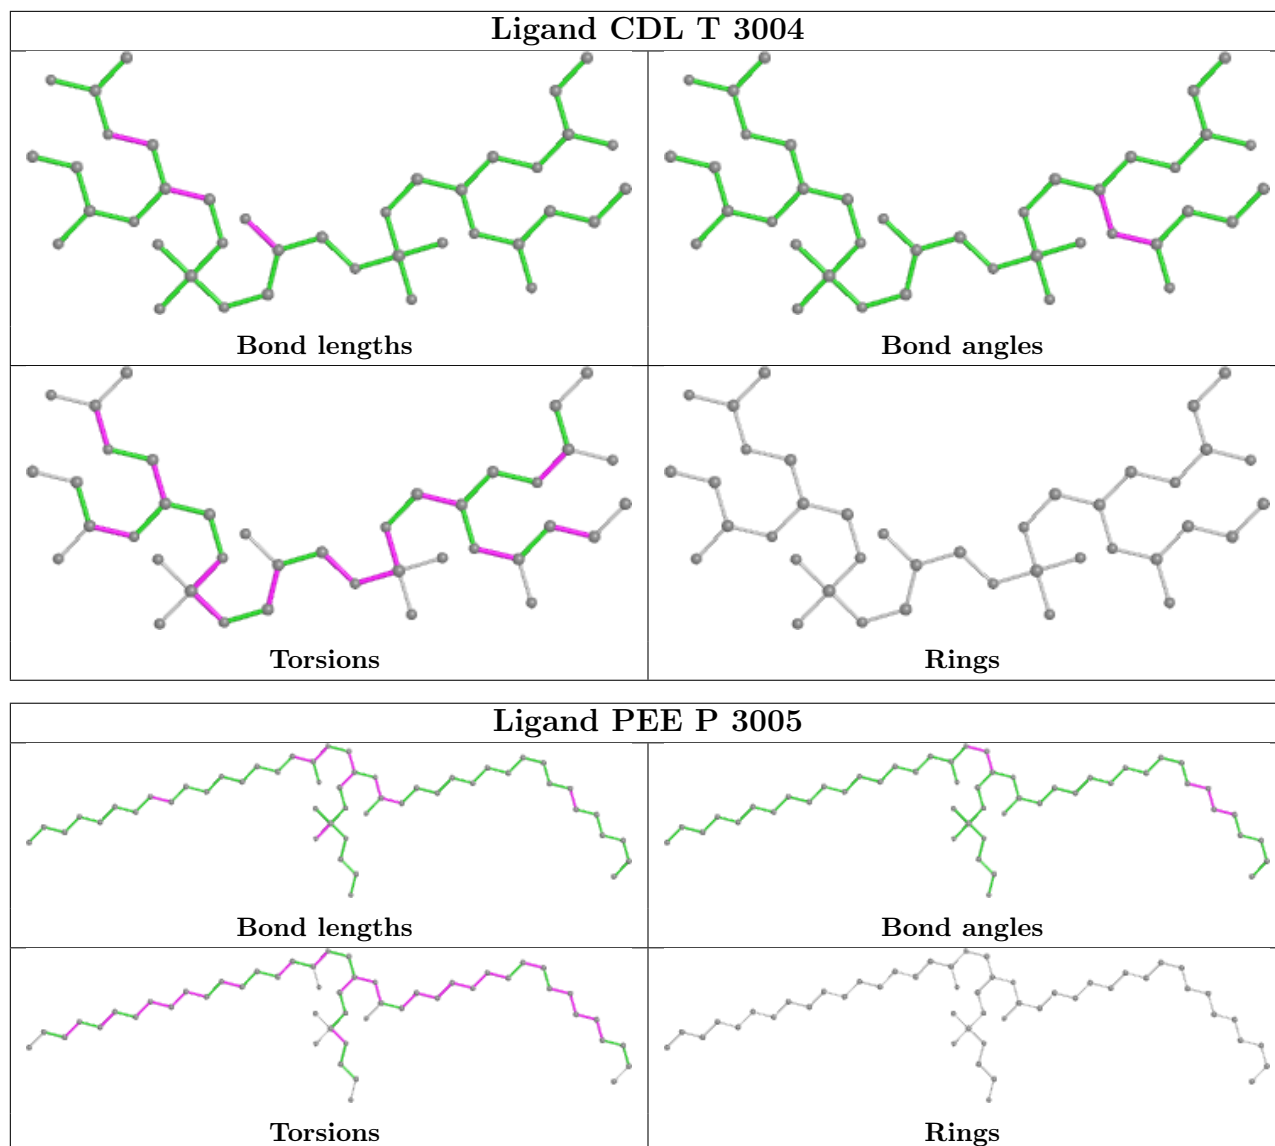 Ligand CDL T 3004
Bond lengths
Bond angles
Torsions
Rings
Ligand PEE P 3005
Bond lengths
Bond angles
Torsions
Rings